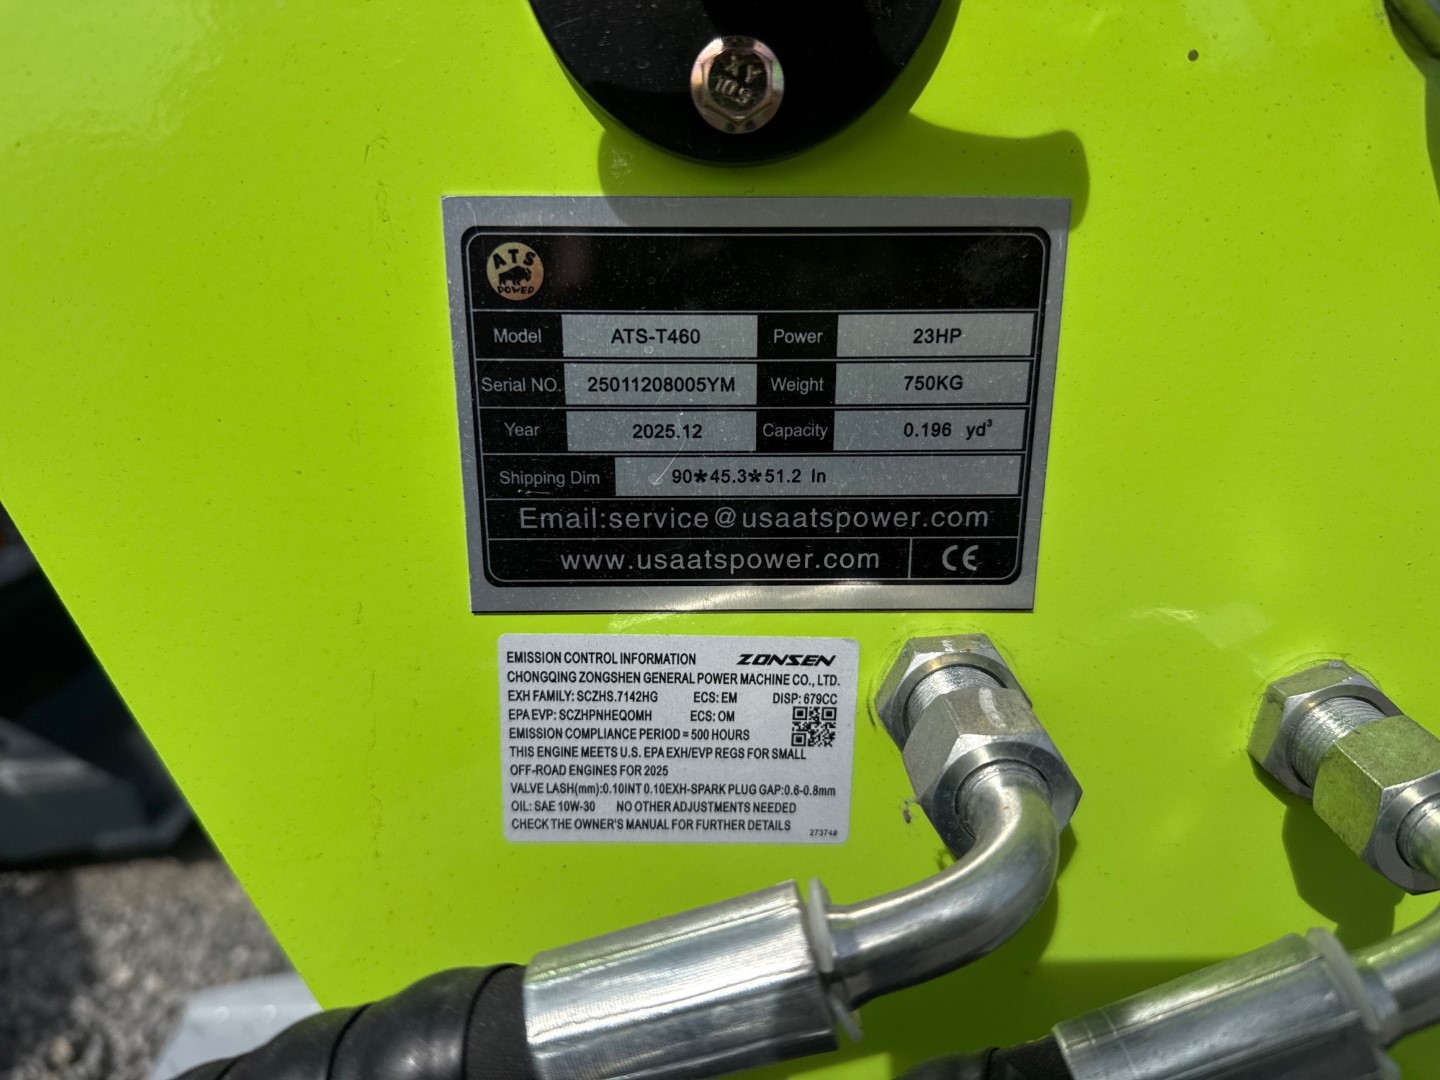 ATS
POWER
Model ATS-T460 Power 23HP
Serial NO. 25011208005YM Weight 750KG
Year 2025.12 Capacity 0.196 yd³
Shipping Dim 90*45.3*51.2 In
Email:service@usaatspower.com
www.usaatspower.com CE
EMISSION CONTROL INFORMATION ZONSEN
CHONGQING ZONGSHEN GENERAL POWER MACHINE CO., LTD.
EXH FAMILY: SCZHS.7142HG ECS: EM DISP: 679CC
EPA EVP: SCZHPNHEQOMH ECS: OM
EMISSION COMPLIANCE PERIOD = 500 HOURS
THIS ENGINE MEETS U.S. EPA EXH/EVP REGS FOR SMALL
OFF-ROAD ENGINES FOR 2025
VALVE LASH(mm):0.10INT 0.10EXH-SPARK PLUG GAP:0.6-0.8mm
OIL: SAE 10W-30 NO OTHER ADJUSTMENTS NEEDED
CHECK THE OWNER'S MANUAL FOR FURTHER DETAILS 27374#